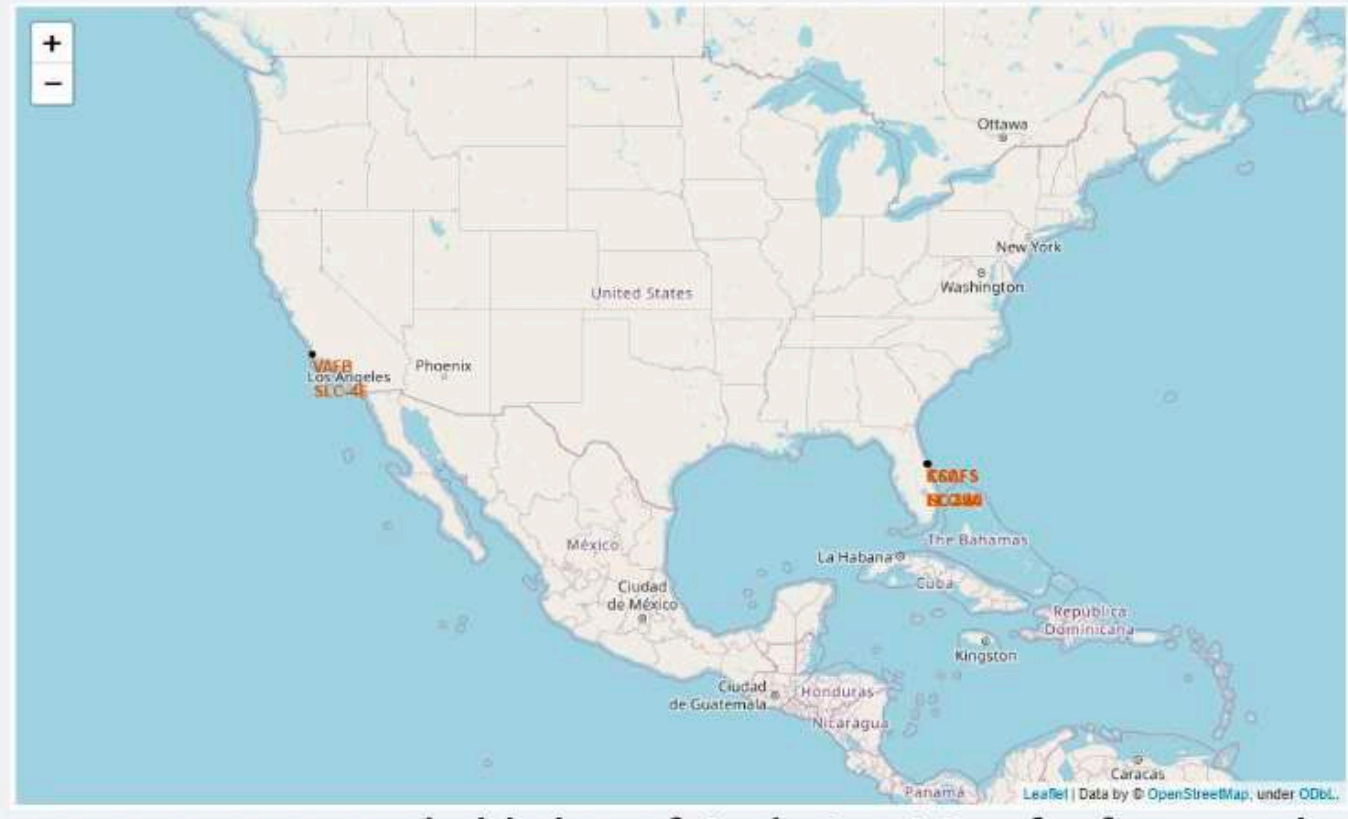 +
−
Ottawa
New York
Washington
United States
VAFB
Los Angeles
SLC-4E
Phoenix
México
The Bahamas
La Habana
Cuba
Ciudad
de México
República
Dominicana
Kingston
Ciudad
de Guatemala
Honduras
Nicaragua
Caracas
Panamá
Leaflet | Data by © OpenStreetMap, under ODbL.